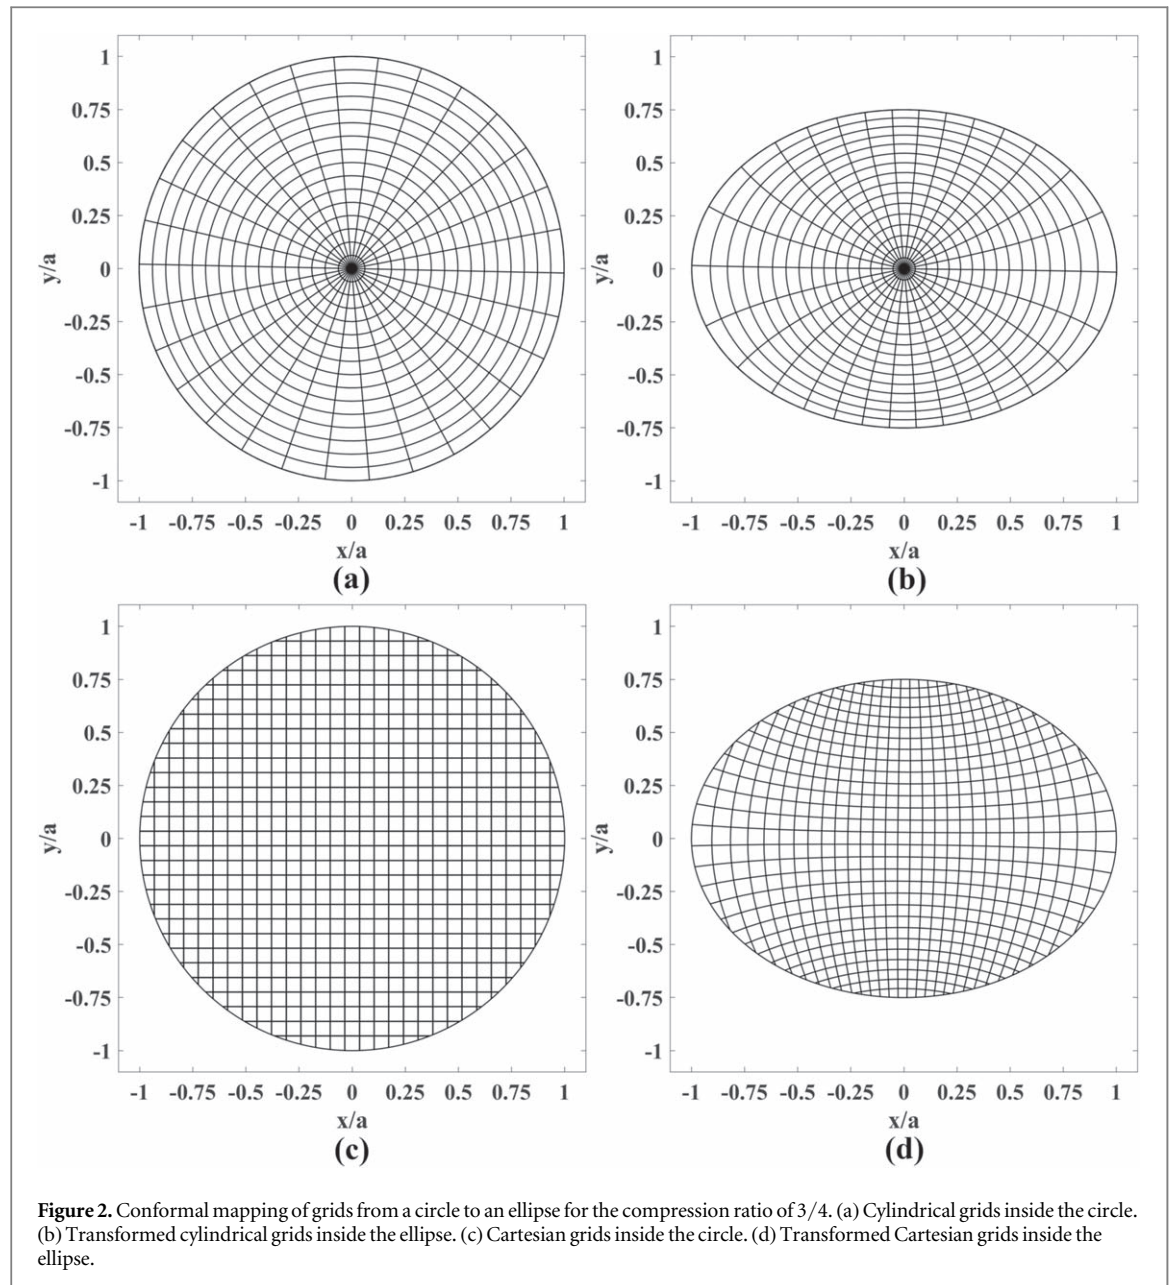 1
0.75
0.5
0.25
0
-0.25
-0.5
-0.75
-1
y/a
-1 -0.75 -0.5 -0.25 0 0.25 0.5 0.75 1
x/a
(a)
1
0.75
0.5
0.25
0
-0.25
-0.5
-0.75
-1
y/a
-1 -0.75 -0.5 -0.25 0 0.25 0.5 0.75 1
x/a
(b)
1
0.75
0.5
0.25
0
-0.25
-0.5
-0.75
-1
y/a
-1 -0.75 -0.5 -0.25 0 0.25 0.5 0.75 1
x/a
(c)
1
0.75
0.5
0.25
0
-0.25
-0.5
-0.75
-1
y/a
-1 -0.75 -0.5 -0.25 0 0.25 0.5 0.75 1
x/a
(d)
Figure 2. Conformal mapping of grids from a circle to an ellipse for the compression ratio of 3/4. (a) Cylindrical grids inside the circle.
(b) Transformed cylindrical grids inside the ellipse. (c) Cartesian grids inside the circle. (d) Transformed Cartesian grids inside the
ellipse.